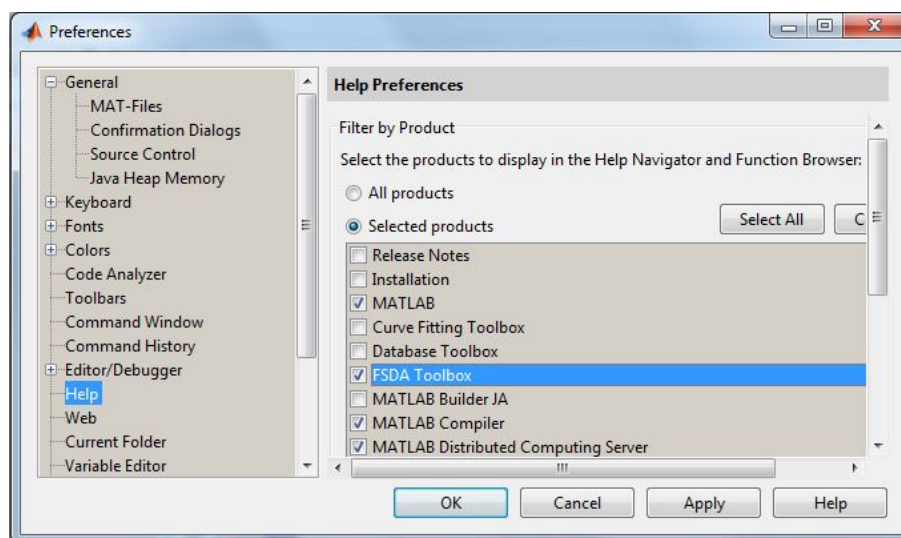 Preferences
General
MAT-Files
Confirmation Dialogs
Source Control
Java Heap Memory
Keyboard
Fonts
Colors
Code Analyzer
Toolbars
Command Window
Command History
Editor/Debugger
Help
Web
Current Folder
Variable Editor
Help Preferences
Filter by Product
Select the products to display in the Help Navigator and Function Browser:
All products
Selected products
Select All
C
Release Notes
Installation
MATLAB
Curve Fitting Toolbox
Database Toolbox
FSDA Toolbox
MATLAB Builder JA
MATLAB Compiler
MATLAB Distributed Computing Server
OK Cancel Apply Help